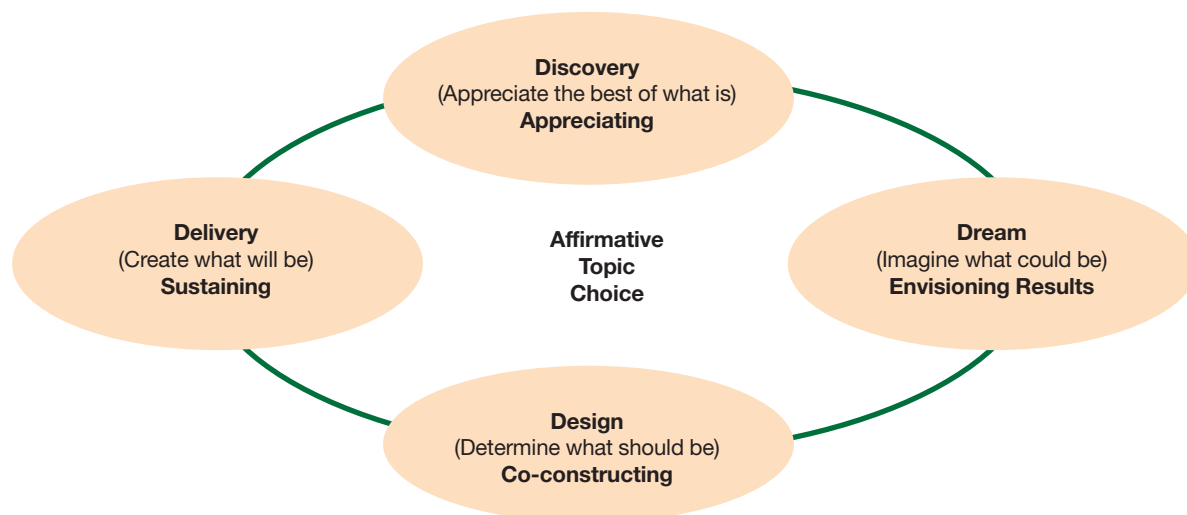 Discovery
(Appreciate the best of what is)
Appreciating
Delivery
(Create what will be)
Sustaining
Affirmative
Topic
Choice
Dream
(Imagine what could be)
Envisioning Results
Design
(Determine what should be)
Co-constructing